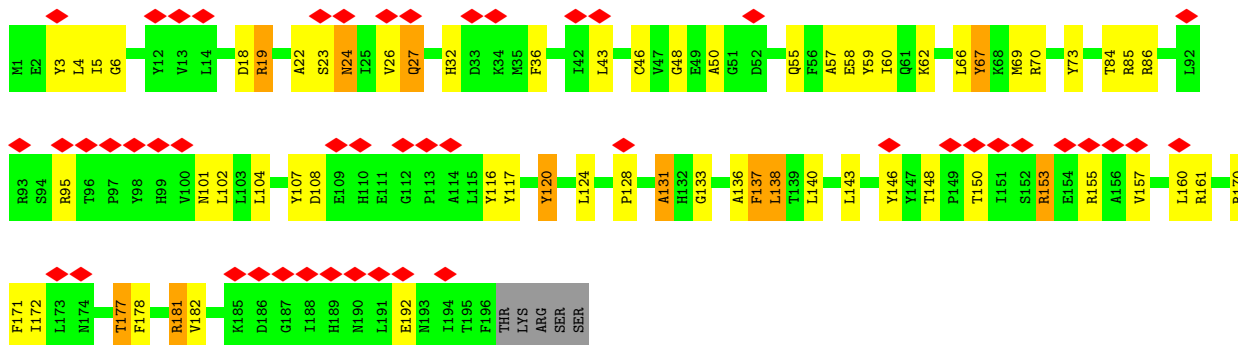 M1 E2 Y3 L4 I5 G6 Y12 V13 L14 D18 R19 A22 S23 N24 I25 V26 Q27 H32 D33 K34 M35 F36 I42 L43 C46 V47 G48 E49 A50 G51 D52 Q55 F56 A57 E58 Y59 I60 Q61 K62 L66 Y67 K68 M69 R70 Y73 T84 R85 R86 L92
R93 S94 R95 T96 P97 Y98 H99 V100 N101 L102 L103 L104 Y107 D108 E109 H110 E111 G112 P113 A114 L115 Y116 Y117 Y120 L124 P128 A131 H132 G133 A136 F137 L138 T139 L140 L143 Y146 Y147 T148 P149 T150 I151 S152 R153 E154 R155 A156 V157 L160 R161
F171 I172 L173 N174 T177 F178 R181 V182 K185 D186 G187 I188 H189 N190 L191 E192 N193 I194 T195 F196 THR LYS ARG SER SER